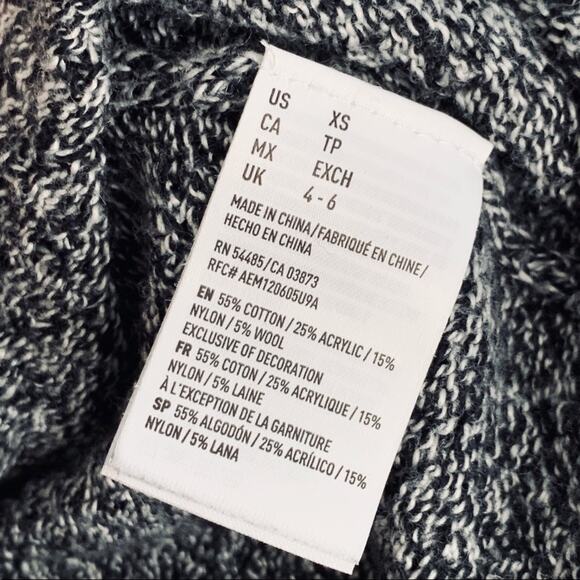 US XS
CA TP
MX EXCH
UK 4 - 6
MADE IN CHINA / FABRIQUÉ EN CHINE /
HECHO EN CHINA
RN 54485 / CA 03873
RFC# AEM120605U9A
EN 55% COTTON / 25% ACRYLIC / 15%
NYLON / 5% WOOL
EXCLUSIVE OF DECORATION
FR 55% COTON / 25% ACRYLIQUE / 15%
NYLON / 5% LAINE
À L'EXCEPTION DE LA GARNITURE
SP 55% ALGODÓN / 25% ACRÍLICO / 15%
NYLON / 5% LANA